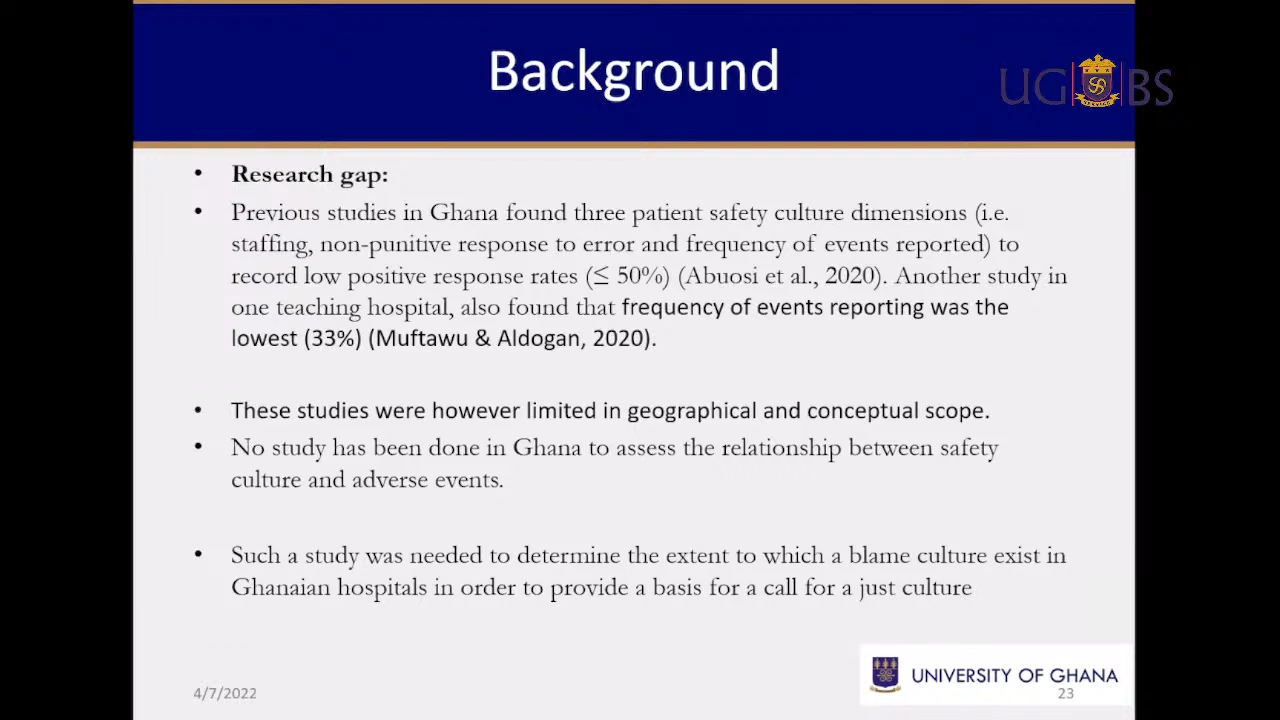 Background
UG BS
• Research gap:
• Previous studies in Ghana found three patient safety culture dimensions (i.e.
staffing, non-punitive response to error and frequency of events reported) to
record low positive response rates (≤ 50%) (Abuosi et al., 2020). Another study in
one teaching hospital, also found that frequency of events reporting was the
lowest (33%) (Muftawu & Aldogan, 2020).
• These studies were however limited in geographical and conceptual scope.
• No study has been done in Ghana to assess the relationship between safety
culture and adverse events.
• Such a study was needed to determine the extent to which a blame culture exist in
Ghanaian hospitals in order to provide a basis for a call for a just culture
UNIVERSITY OF GHANA
4/7/2022
23